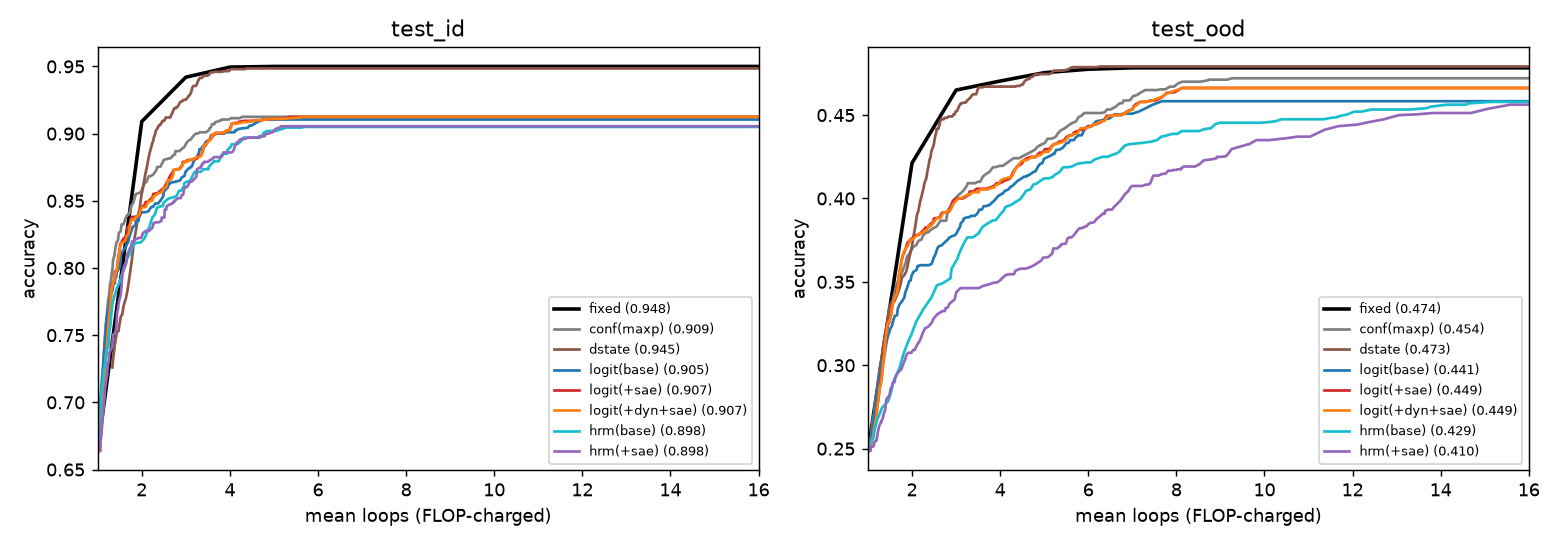 test_id
0.95
0.90
0.85
0.80
0.75
0.70
0.65
accuracy
2
4
6
8
10
12
14
16
mean loops (FLOP-charged)
fixed (0.948)
conf(maxp) (0.909)
dstate (0.945)
logit(base) (0.905)
logit(+sae) (0.907)
logit(+dyn+sae) (0.907)
hrm(base) (0.898)
hrm(+sae) (0.898)
test_ood
0.45
0.40
0.35
0.30
0.25
accuracy
2
4
6
8
10
12
14
16
mean loops (FLOP-charged)
fixed (0.474)
conf(maxp) (0.454)
dstate (0.473)
logit(base) (0.441)
logit(+sae) (0.449)
logit(+dyn+sae) (0.449)
hrm(base) (0.429)
hrm(+sae) (0.410)